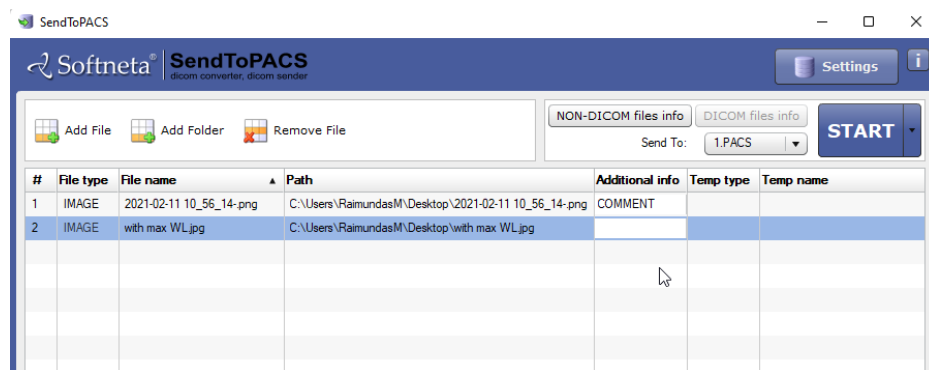 SendToPACS
Softneta® SendToPACS
dicom converter, dicom sender
Settings
i
Add File Add Folder Remove File
NON-DICOM files info DICOM files info
Send To: 1.PACS
START
# File type File name Path Additional info Temp type Temp name
1 IMAGE 2021-02-11 10_56_14-.png C:\Users\RaimundasM\Desktop\2021-02-11 10_56_14-.png COMMENT
2 IMAGE with max WL.jpg C:\Users\RaimundasM\Desktop\with max WL.jpg